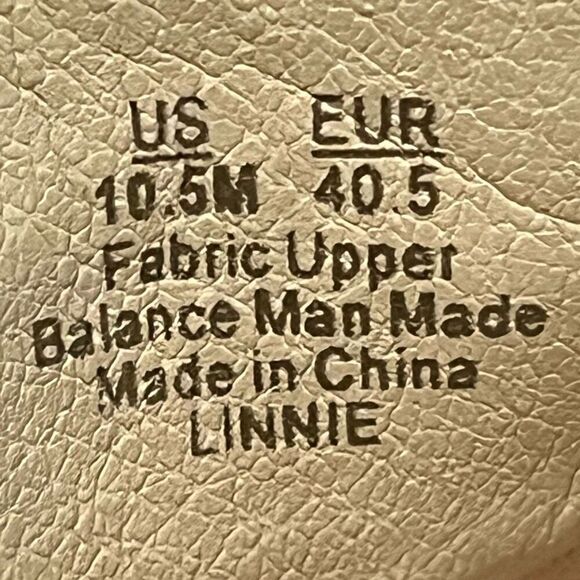 US EUR
10.5M 40.5
Fabric Upper
Balance Man Made
Made in China
LINNIE